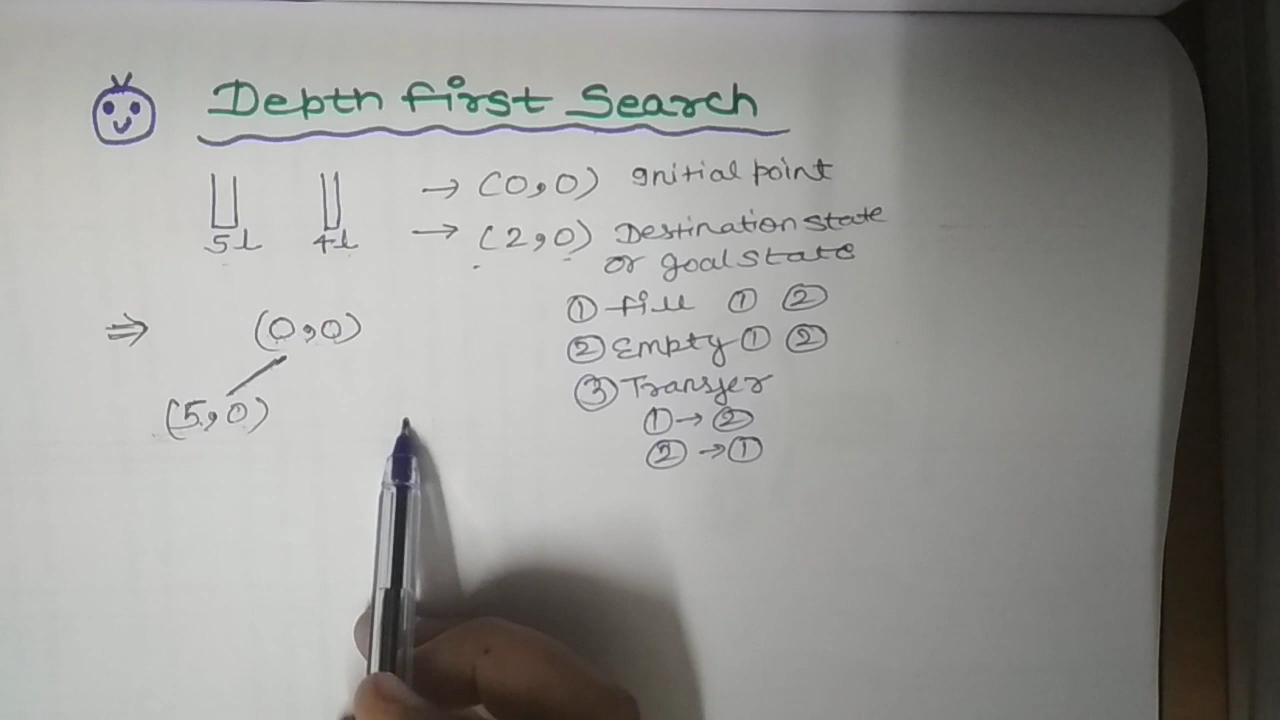 Depth first Search
→ (0,0) Initial point
5l 4l → (2,0) Destination state
or goal state
① fill ① ②
⇒ (0,0)
② Empty ① ②
③ Transfer
(5,0)
① → ②
② → ①